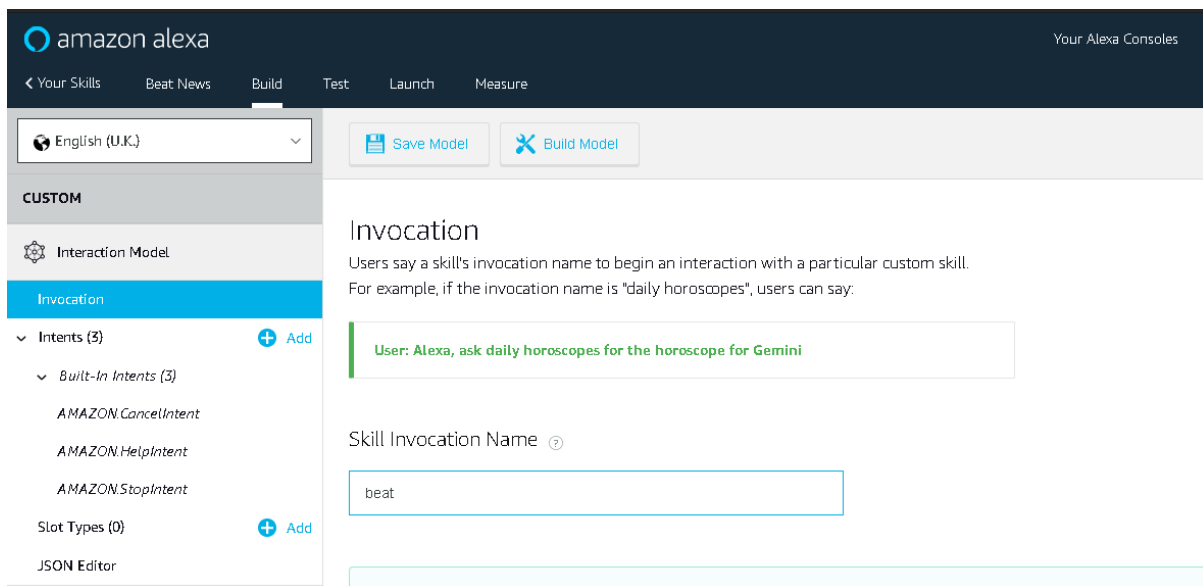 amazon alexa
Your Alexa Consoles
Your Skills Beat News Build Test Launch Measure
English (U.K.)
Save Model Build Model
CUSTOM
Interaction Model
Invocation
Intents (3) Add
Built-In Intents (3)
AMAZON.CancelIntent
AMAZON.HelpIntent
AMAZON.StopIntent
Slot Types (0) Add
JSON Editor
Invocation
Users say a skill's invocation name to begin an interaction with a particular custom skill.
For example, if the invocation name is "daily horoscopes", users can say:
User: Alexa, ask daily horoscopes for the horoscope for Gemini
Skill Invocation Name ?
beat